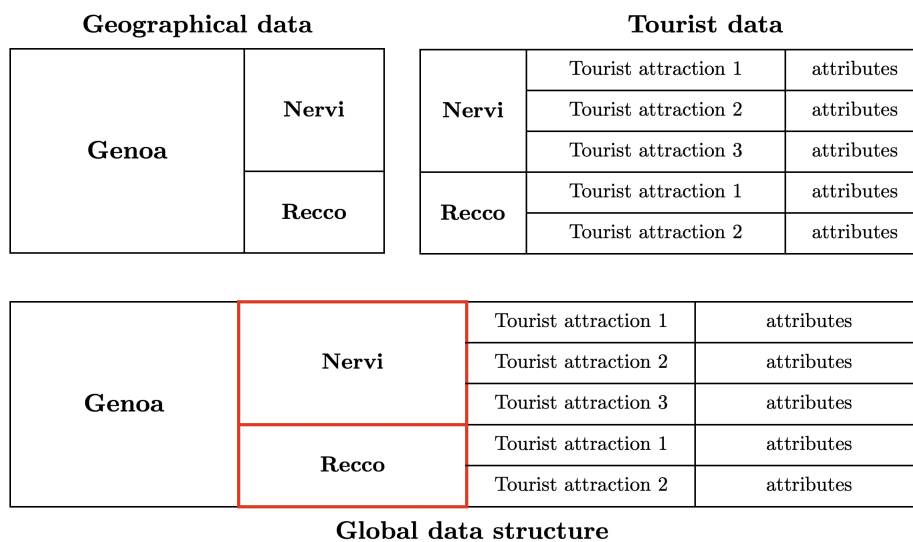 Geographical data
Genoa
Nervi
Recco
Tourist data
Nervi
Tourist attraction 1 attributes
Tourist attraction 2 attributes
Tourist attraction 3 attributes
Recco
Tourist attraction 1 attributes
Tourist attraction 2 attributes
Genoa
Nervi
Tourist attraction 1 attributes
Tourist attraction 2 attributes
Tourist attraction 3 attributes
Recco
Tourist attraction 1 attributes
Tourist attraction 2 attributes
Global data structure